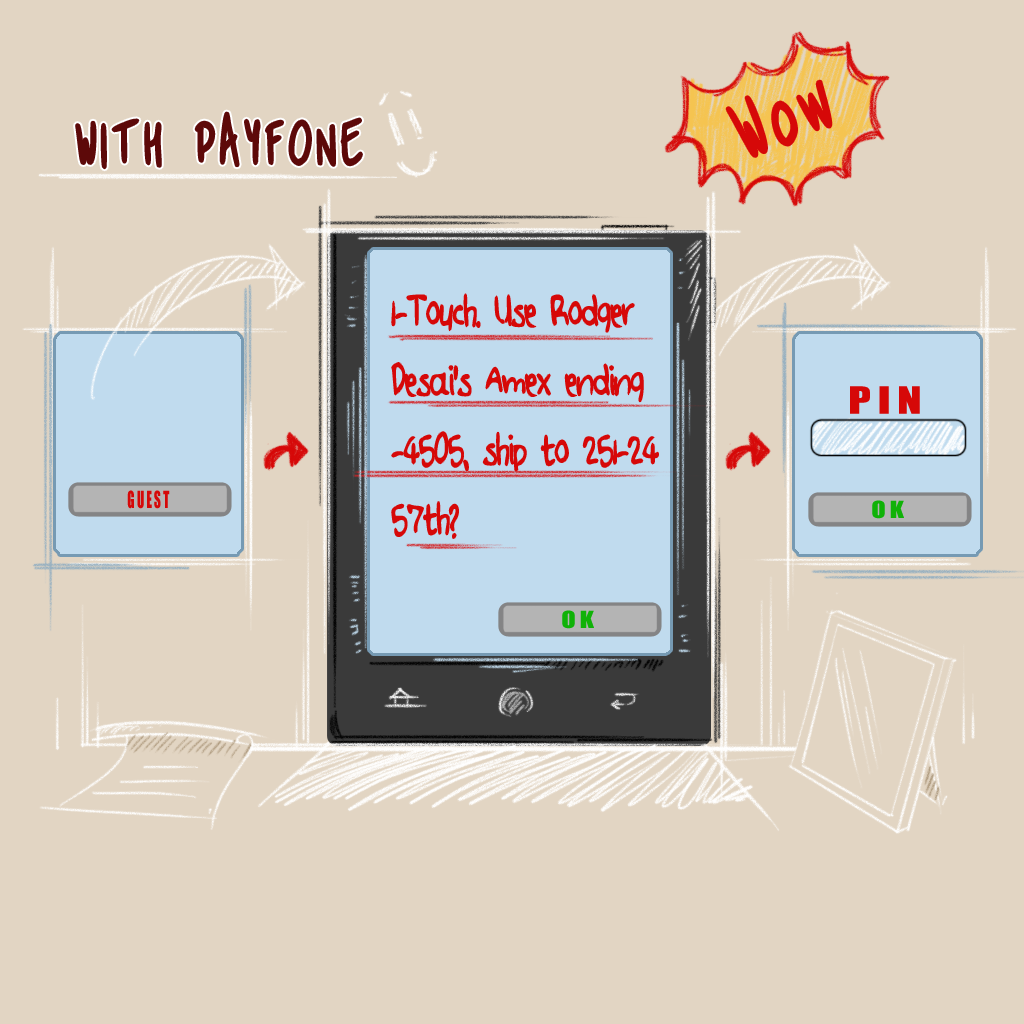 WITH PAYFONE
WOW
1-Touch. Use Rodger
Desai's Amex ending
-4505, ship to 251-24
57th?
OK
GUEST
PIN
OK